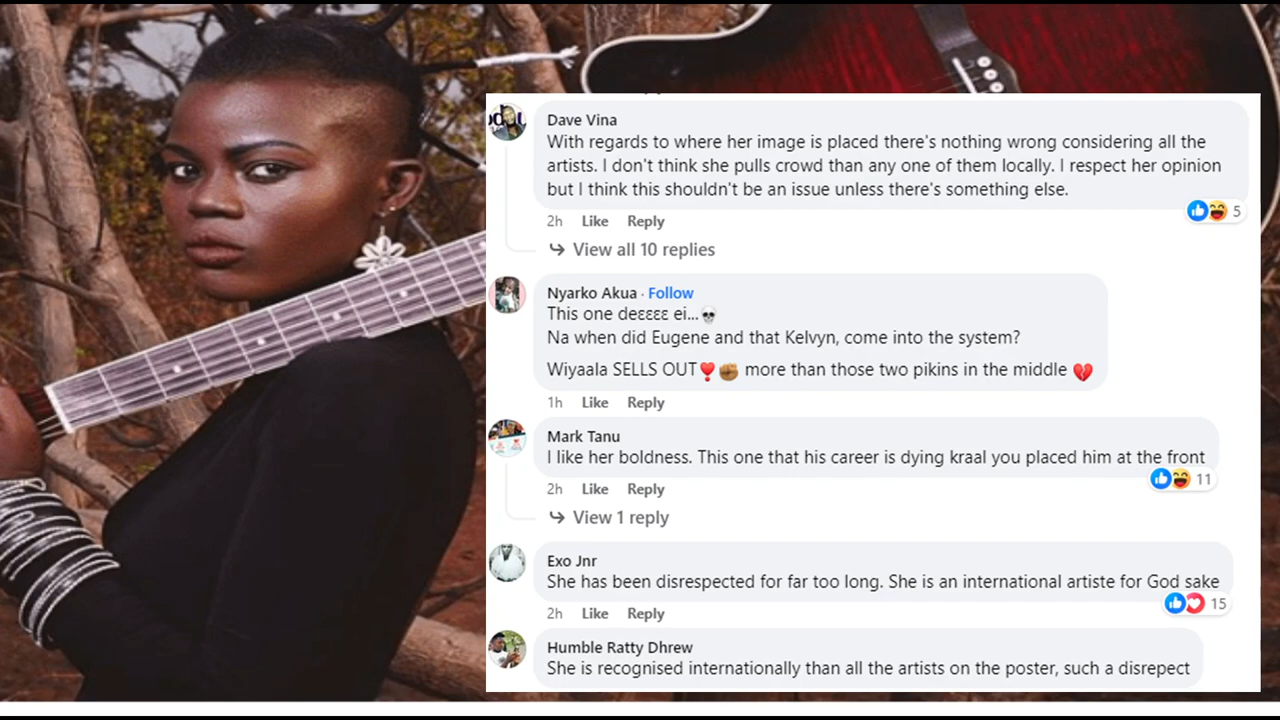 Dave Vina
With regards to where her image is placed there's nothing wrong considering all the
artists. I don't think she pulls crowd than any one of them locally. I respect her opinion
but I think this shouldn't be an issue unless there's something else.
5
2h Like Reply
View all 10 replies
Nyarko Akua · Follow
This one deεεεε ei...💀
Na when did Eugene and that Kelvyn, come into the system?
Wiyaala SELLS OUT❣️✊🏾 more than those two pikins in the middle 💔
1h Like Reply
Mark Tanu
I like her boldness. This one that his career is dying kraal you placed him at the front
11
2h Like Reply
View 1 reply
Exo Jnr
She has been disrespected for far too long. She is an international artiste for God sake
15
2h Like Reply
Humble Ratty Dhrew
She is recognised internationally than all the artists on the poster, such a disrepect